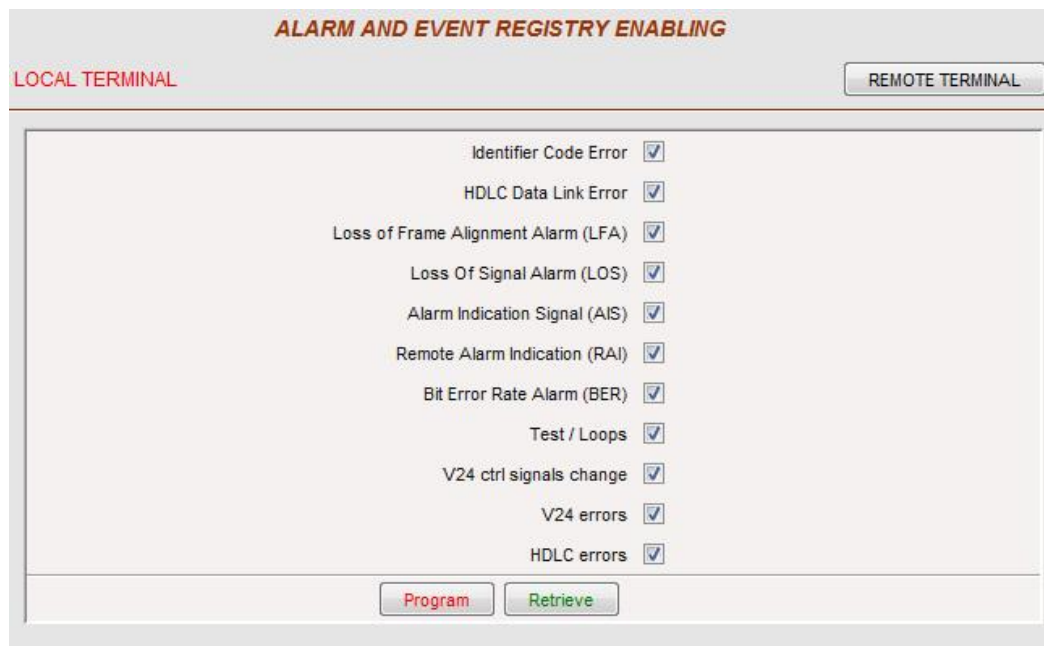 ALARM AND EVENT REGISTRY ENABLING
LOCAL TERMINAL
REMOTE TERMINAL
Identifier Code Error
HDLC Data Link Error
Loss of Frame Alignment Alarm (LFA)
Loss Of Signal Alarm (LOS)
Alarm Indication Signal (AIS)
Remote Alarm Indication (RAI)
Bit Error Rate Alarm (BER)
Test / Loops
V24 ctrl signals change
V24 errors
HDLC errors
Program
Retrieve